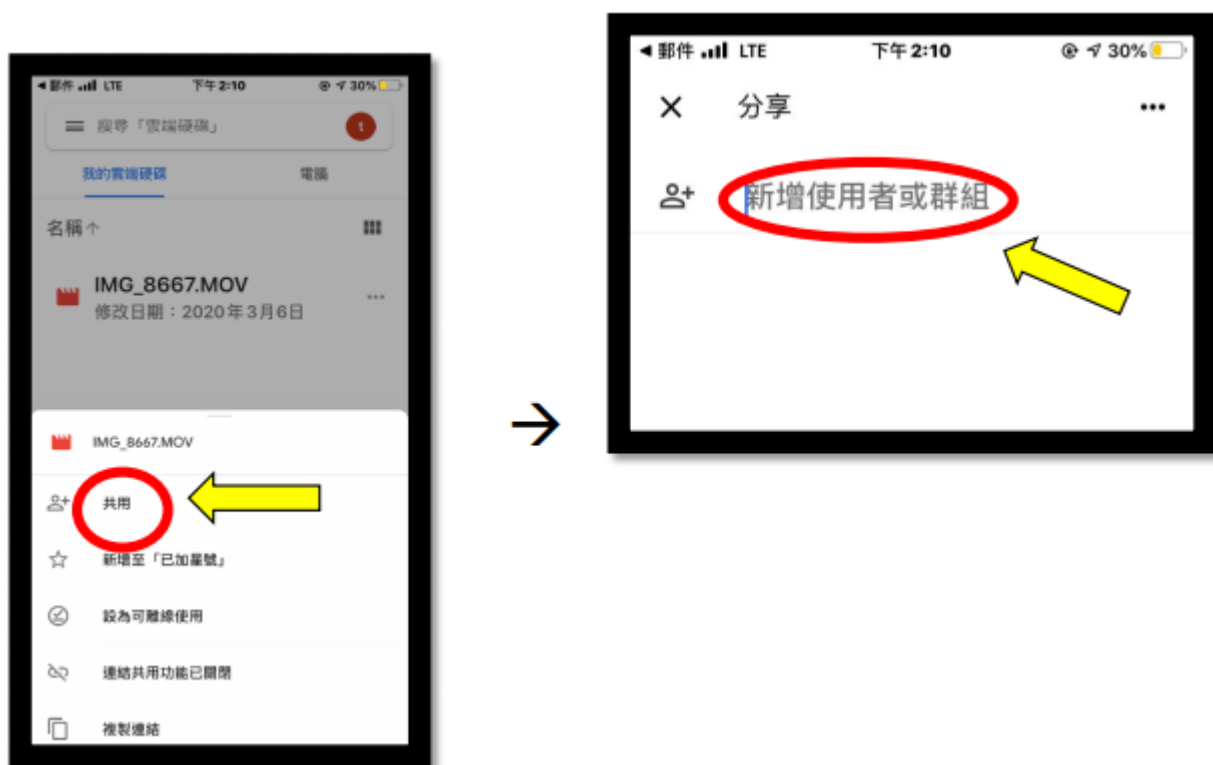 郵件 LTE 下午2:10 30%
搜尋「雲端硬碟」 t
我的雲端硬碟 電腦
名稱↑
IMG_8667.MOV
修改日期：2020年3月6日
IMG_8667.MOV
共用
新增至「已加星號」
設為可離線使用
連結共用功能已關閉
複製連結
→
郵件 LTE 下午2:10 30%
分享
新增使用者或群組